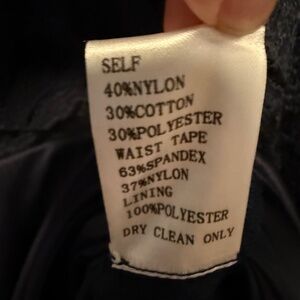 SELF
40%NYLON
30%COTTON
30%POLYESTER
WAIST TAPE
63%SPANDEX
37%NYLON
LINING
100%POLYESTER
DRY CLEAN ONLY